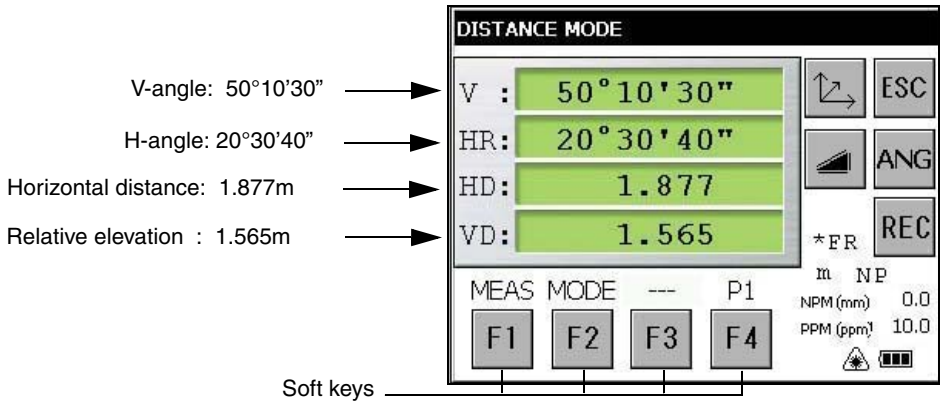 DISTANCE MODE
V-angle: 50°10’30” V : 50°10'30" ESC
H-angle: 20°30’40” HR: 20°30'40" ANG
Horizontal distance: 1.877m HD: 1.877
Relative elevation : 1.565m VD: 1.565 REC
*FR
m NP
MEAS MODE --- P1 NPM (mm) 0.0
F1 F2 F3 F4 PPM (ppm) 10.0
Soft keys